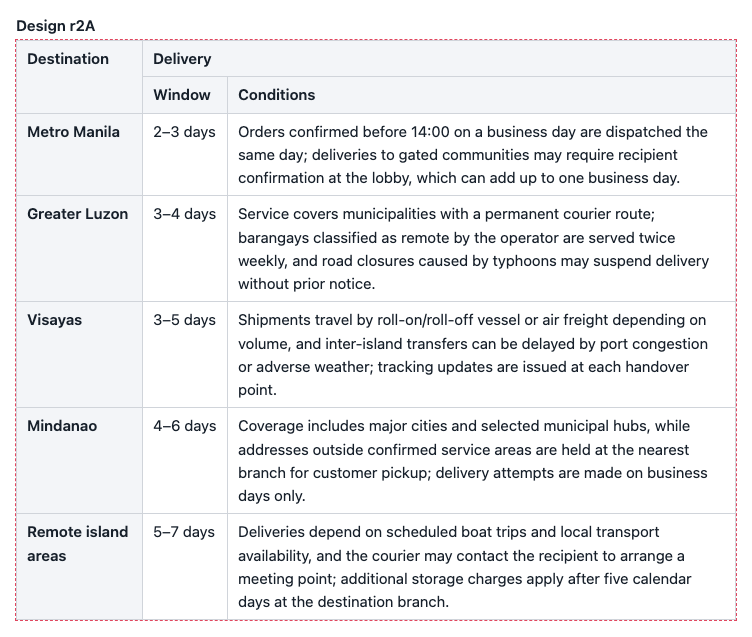 Design r2A
Destination
Delivery
Window
Conditions
Metro Manila
2–3 days
Orders confirmed before 14:00 on a business day are dispatched the
same day; deliveries to gated communities may require recipient
confirmation at the lobby, which can add up to one business day.
Greater Luzon
3–4 days
Service covers municipalities with a permanent courier route;
barangays classified as remote by the operator are served twice
weekly, and road closures caused by typhoons may suspend delivery
without prior notice.
Visayas
3–5 days
Shipments travel by roll-on/roll-off vessel or air freight depending on
volume, and inter-island transfers can be delayed by port congestion
or adverse weather; tracking updates are issued at each handover
point.
Mindanao
4–6 days
Coverage includes major cities and selected municipal hubs, while
addresses outside confirmed service areas are held at the nearest
branch for customer pickup; delivery attempts are made on business
days only.
Remote island
areas
5–7 days
Deliveries depend on scheduled boat trips and local transport
availability, and the courier may contact the recipient to arrange a
meeting point; additional storage charges apply after five calendar
days at the destination branch.